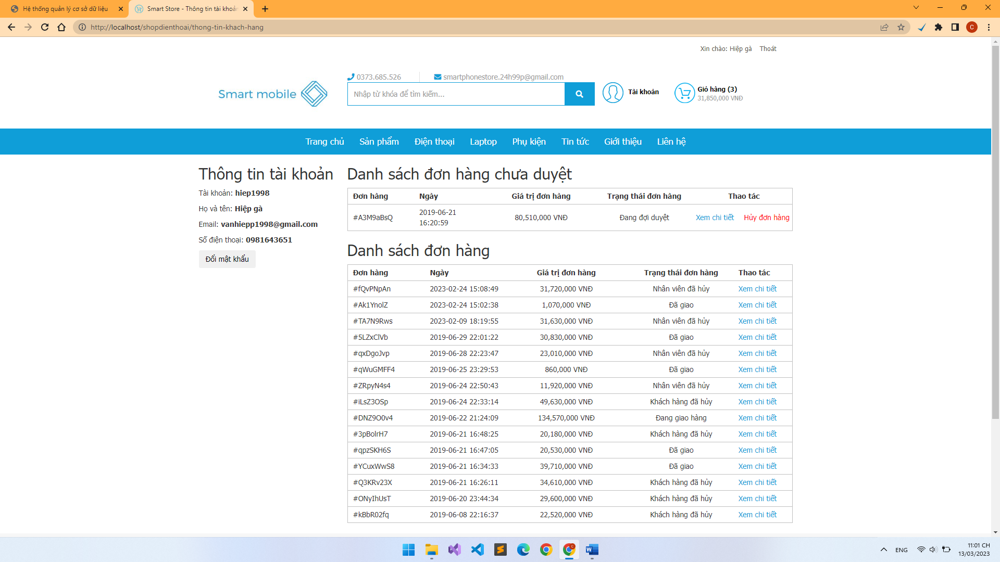 Hệ thống quản lý cơ sở dữ liệu
Smart Store - Thông tin tài khoản
http://localhost/shopdienthoai/thong-tin-khach-hang
C
Xin chào: Hiệp gà Thoát
0373.685.526 smartphonestore.24h99p@gmail.com
Smart mobile
Nhập từ khóa để tìm kiếm...
Tài khoản
Giỏ hàng (3)
31,850,000 VNĐ
Trang chủ Sản phẩm Điện thoại Laptop Phụ kiện Tin tức Giới thiệu Liên hệ
Thông tin tài khoản
Tài khoản: hiep1998
Họ và tên: Hiệp gà
Email: vanhiepp1998@gmail.com
Số điện thoại: 0981643651
Đổi mật khẩu
Danh sách đơn hàng chưa duyệt
Đơn hàng Ngày Giá trị đơn hàng Trạng thái đơn hàng Thao tác
#A3M9aBsQ 2019-06-21 16:20:59 80,510,000 VNĐ Đang đợi duyệt Xem chi tiết Hủy đơn hàng
Danh sách đơn hàng
Đơn hàng Ngày Giá trị đơn hàng Trạng thái đơn hàng Thao tác
#fQvPNpAn 2023-02-24 15:08:49 31,720,000 VNĐ Nhân viên đã hủy Xem chi tiết
#Ak1YnolZ 2023-02-24 15:02:38 1,070,000 VNĐ Đã giao Xem chi tiết
#TA7N9Rws 2023-02-09 18:19:55 31,630,000 VNĐ Nhân viên đã hủy Xem chi tiết
#5LZxClVb 2019-06-29 22:01:22 30,830,000 VNĐ Đã giao Xem chi tiết
#qxDgoJvp 2019-06-28 22:23:47 23,010,000 VNĐ Nhân viên đã hủy Xem chi tiết
#qWuGMFF4 2019-06-25 23:29:53 860,000 VNĐ Đã giao Xem chi tiết
#ZRpyN4s4 2019-06-24 22:50:43 11,920,000 VNĐ Nhân viên đã hủy Xem chi tiết
#iLsZ3OSp 2019-06-24 22:33:14 49,630,000 VNĐ Khách hàng đã hủy Xem chi tiết
#DNZ9O0v4 2019-06-22 21:24:09 134,570,000 VNĐ Đang giao hàng Xem chi tiết
#3pBolrH7 2019-06-21 16:48:25 20,180,000 VNĐ Khách hàng đã hủy Xem chi tiết
#qpzSKH6S 2019-06-21 16:47:05 20,530,000 VNĐ Đã giao Xem chi tiết
#YCuxWwS8 2019-06-21 16:34:33 39,710,000 VNĐ Đã giao Xem chi tiết
#Q3KRv23X 2019-06-21 16:26:11 34,610,000 VNĐ Khách hàng đã hủy Xem chi tiết
#ONyIhUsT 2019-06-20 23:44:34 29,600,000 VNĐ Khách hàng đã hủy Xem chi tiết
#kBbR02fq 2019-06-08 22:16:37 22,520,000 VNĐ Khách hàng đã hủy Xem chi tiết
ENG
11:01 CH
13/03/2023